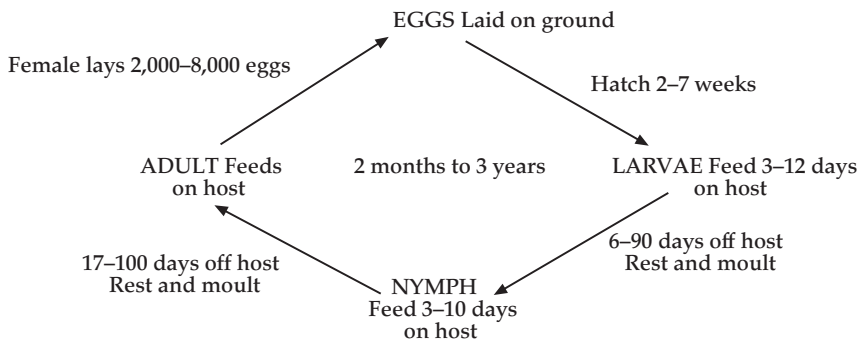 EGGS Laid on ground
Female lays 2,000–8,000 eggs
Hatch 2–7 weeks
ADULT Feeds
on host
2 months to 3 years
LARVAE Feed 3–12 days
on host
6–90 days off host
Rest and moult
17–100 days off host
Rest and moult
NYMPH
Feed 3–10 days
on host